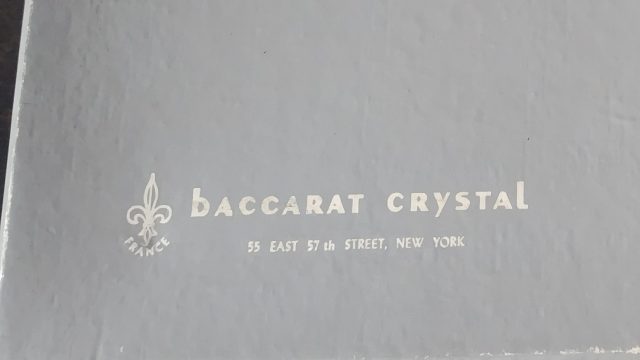 baccarat crystal
55 EAST 57th STREET, NEW YORK
FRANCE